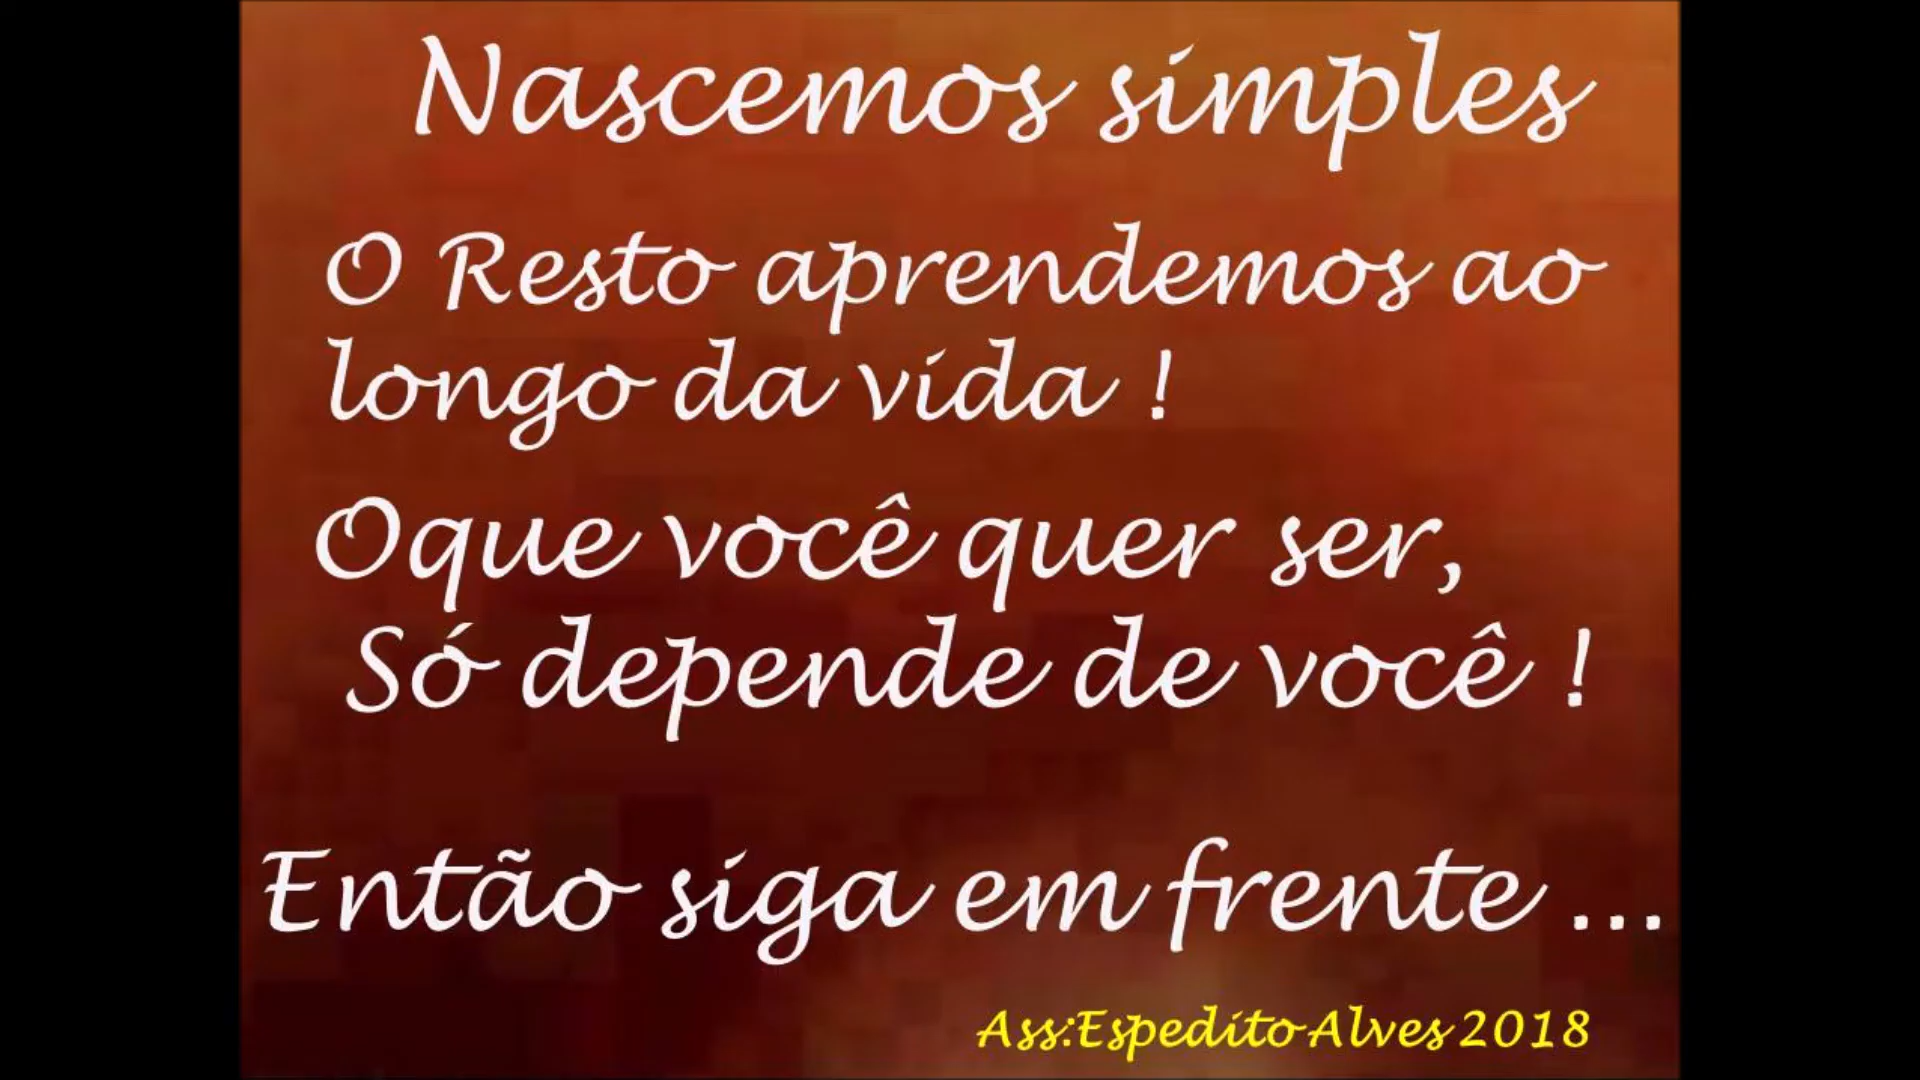 Nascemos simples
O Resto aprendemos ao
longo da vida !
Oque você quer ser,
Só depende de você !
Então siga em frente ...
Ass:Espedito Alves 2018